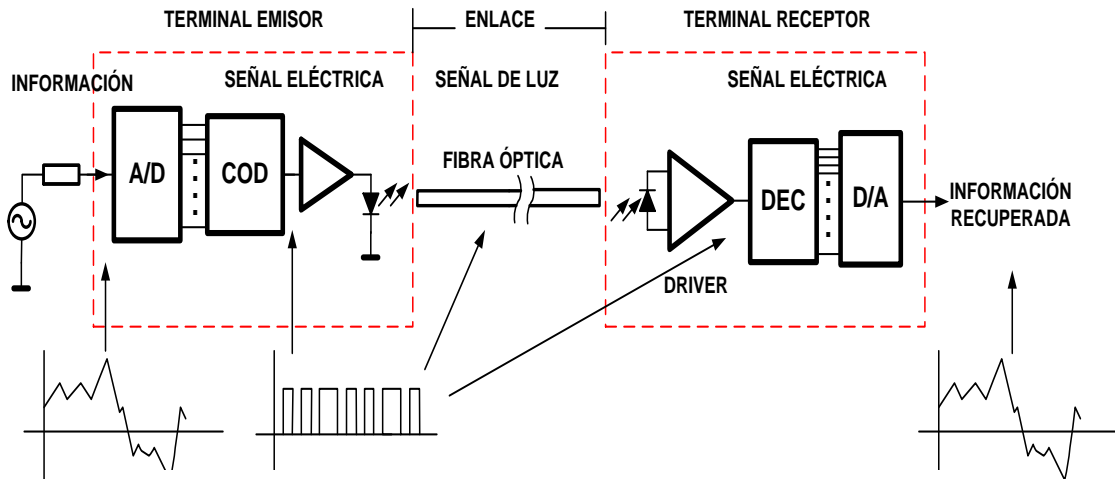 TERMINAL EMISOR
ENLACE
TERMINAL RECEPTOR
INFORMACIÓN
SEÑAL ELÉCTRICA
SEÑAL DE LUZ
SEÑAL ELÉCTRICA
A/D
COD
FIBRA ÓPTICA
DEC
D/A
INFORMACIÓN
RECUPERADA
DRIVER